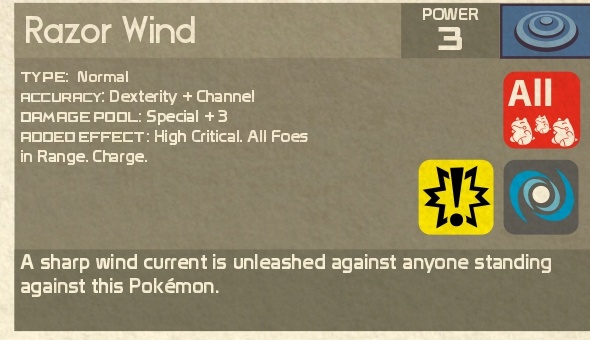 Razor Wind
POWER
3
TYPE: Normal
ACCURACY: Dexterity + Channel
DAMAGE POOL: Special + 3
ADDED EFFECT: High Critical. All Foes
in Range. Charge.
All
!
A sharp wind current is unleashed against anyone standing
against this Pokémon.